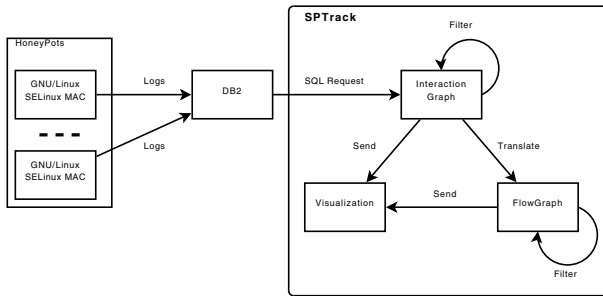 SPTrack
HoneyPots
GNU/Linux
SELinux MAC
GNU/Linux
SELinux MAC
Logs
Logs
DB2
SQL Request
Filter
Interaction
Graph
Send
Translate
Visualization
Send
FlowGraph
Filter